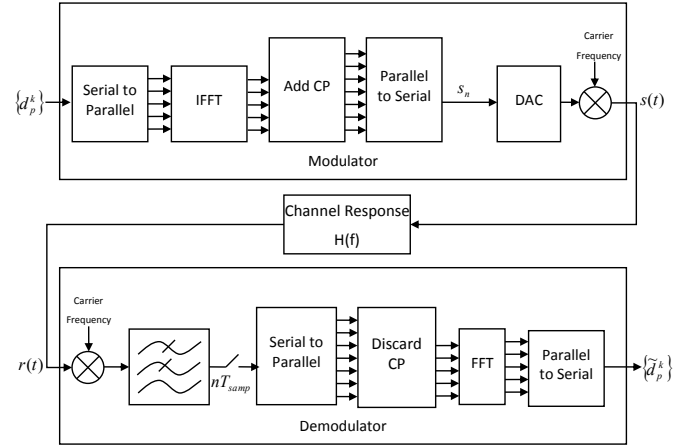 Carrier
Frequency
{d_p^k}
Serial to
Parallel
IFFT
Add CP
Parallel
to Serial
s_n
DAC
s(t)
Modulator
Channel Response
H(f)
Carrier
Frequency
r(t)
nT_samp
Serial to
Parallel
Discard
CP
FFT
Parallel
to Serial
{d̃_p^k}
Demodulator